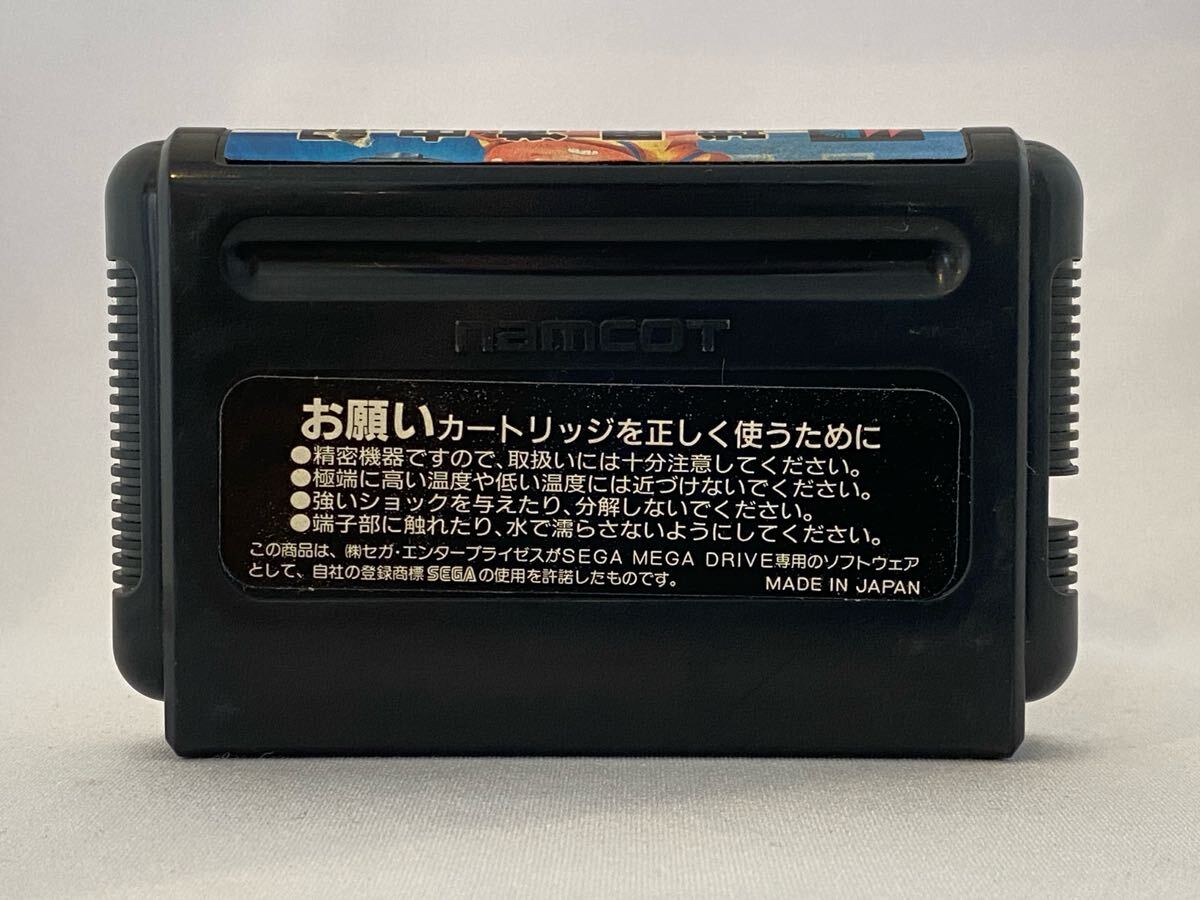 namcot
お願いカートリッジを正しく使うために
●精密機器ですので、取扱いには十分注意してください。
●極端に高い温度や低い温度には近づけないでください。
●強いショックを与えたり、分解しないでください。
●端子部に触れたり、水で濡らさないようにしてください。
この商品は、㈱セガ・エンタープライゼスがSEGA MEGA DRIVE専用のソフトウェア
として、自社の登録商標SEGAの使用を許諾したものです。
MADE IN JAPAN